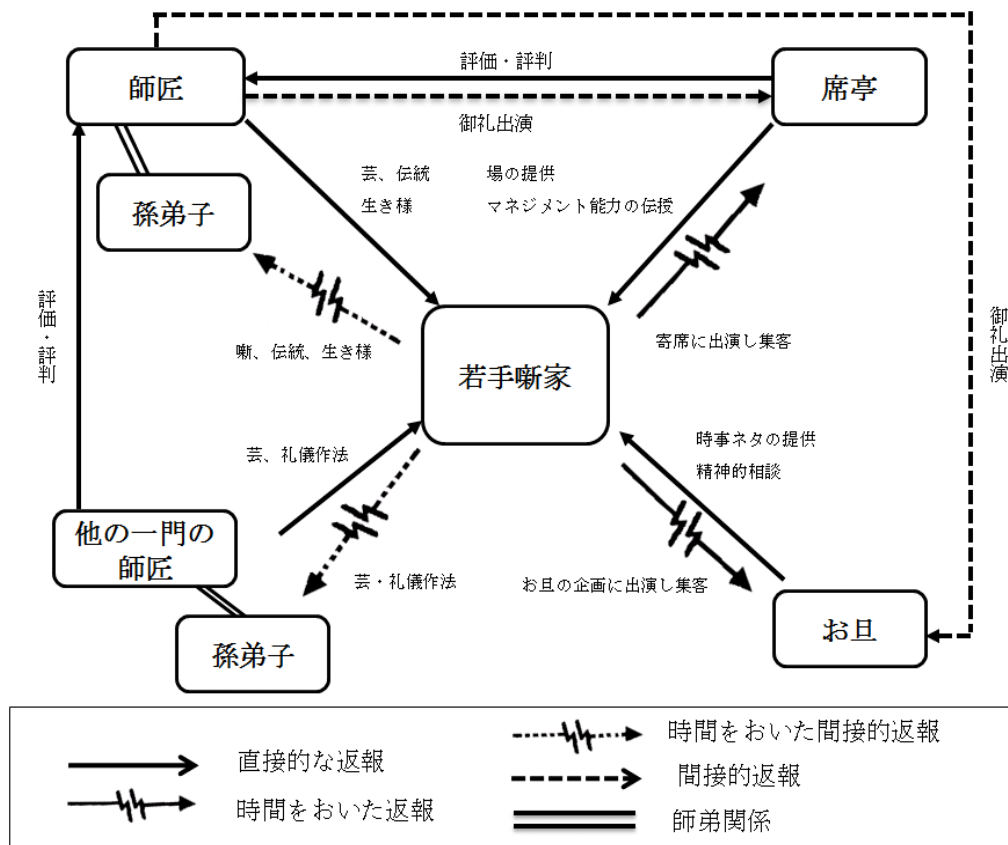 評価・評判
師匠
席亭
御礼出演
芸、伝統
生き様
場の提供
マネジメント能力の伝授
孫弟子
評価・評判
御礼出演
噺、伝統、生き様
寄席に出演し集客
若手噺家
時事ネタの提供
精神的相談
芸、礼儀作法
他の一門の
師匠
芸・礼儀作法
お旦の企画に出演し集客
お旦
孫弟子
直接的な返報
時間をおいた返報
時間をおいた間接的返報
間接的返報
師弟関係